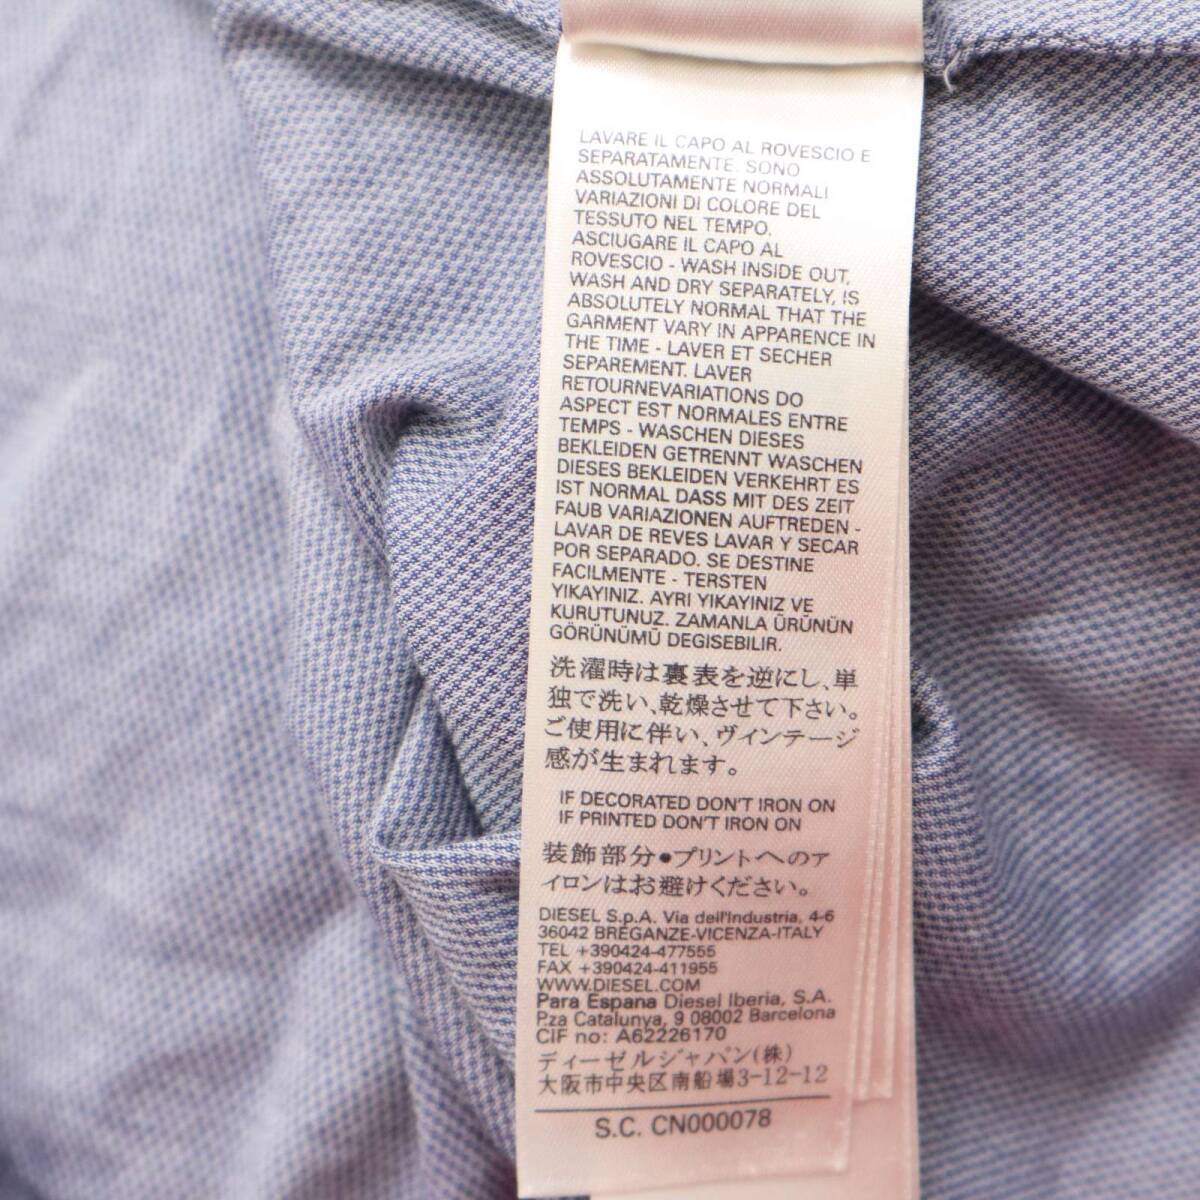 LAVARE IL CAPO AL ROVESCIO E
SEPARATAMENTE. SONO
ASSOLUTAMENTE NORMALI
VARIAZIONI DI COLORE DEL
TESSUTO NEL TEMPO.
ASCIUGARE IL CAPO AL
ROVESCIO - WASH INSIDE OUT,
WASH AND DRY SEPARATELY, IS
ABSOLUTELY NORMAL THAT THE
GARMENT VARY IN APPARENCE IN
THE TIME - LAVER ET SECHER
SEPAREMENT. LAVER
RETOURNEVARIATIONS DO
ASPECT EST NORMALES ENTRE
TEMPS - WASCHEN DIESES
BEKLEIDEN GETRENNT WASCHEN
DIESES BEKLEIDEN VERKEHRT ES
IST NORMAL DASS MIT DES ZEIT
FAUB VARIAZIONEN AUFTREDEN -
LAVAR DE REVES LAVAR Y SECAR
POR SEPARADO. SE DESTINE
FACILMENTE - TERSTEN
YIKAYINIZ. AYRI YIKAYINIZ VE
KURUTUNUZ. ZAMANLA ÜRÜNÜN
GÖRÜNÜMÜ DEGISEBILIR.
洗濯時は裏表を逆にし、単
独で洗い、乾燥させて下さい。
ご使用に伴い、ヴィンテージ
感が生まれます。
IF DECORATED DON'T IRON ON
IF PRINTED DON'T IRON ON
装飾部分●プリントへのア
イロンはお避けください。
DIESEL S.p.A. Via dell'Industria, 4-6
36042 BREGANZE-VICENZA-ITALY
TEL +390424-477555
FAX +390424-411955
WWW.DIESEL.COM
Para Espana Diesel Iberia, S.A.
P.za Catalunya, 9 08002 Barcelona
CIF no: A62226170
ディーゼルジャパン(株)
大阪市中央区南船場3-12-12
S.C. CN000078